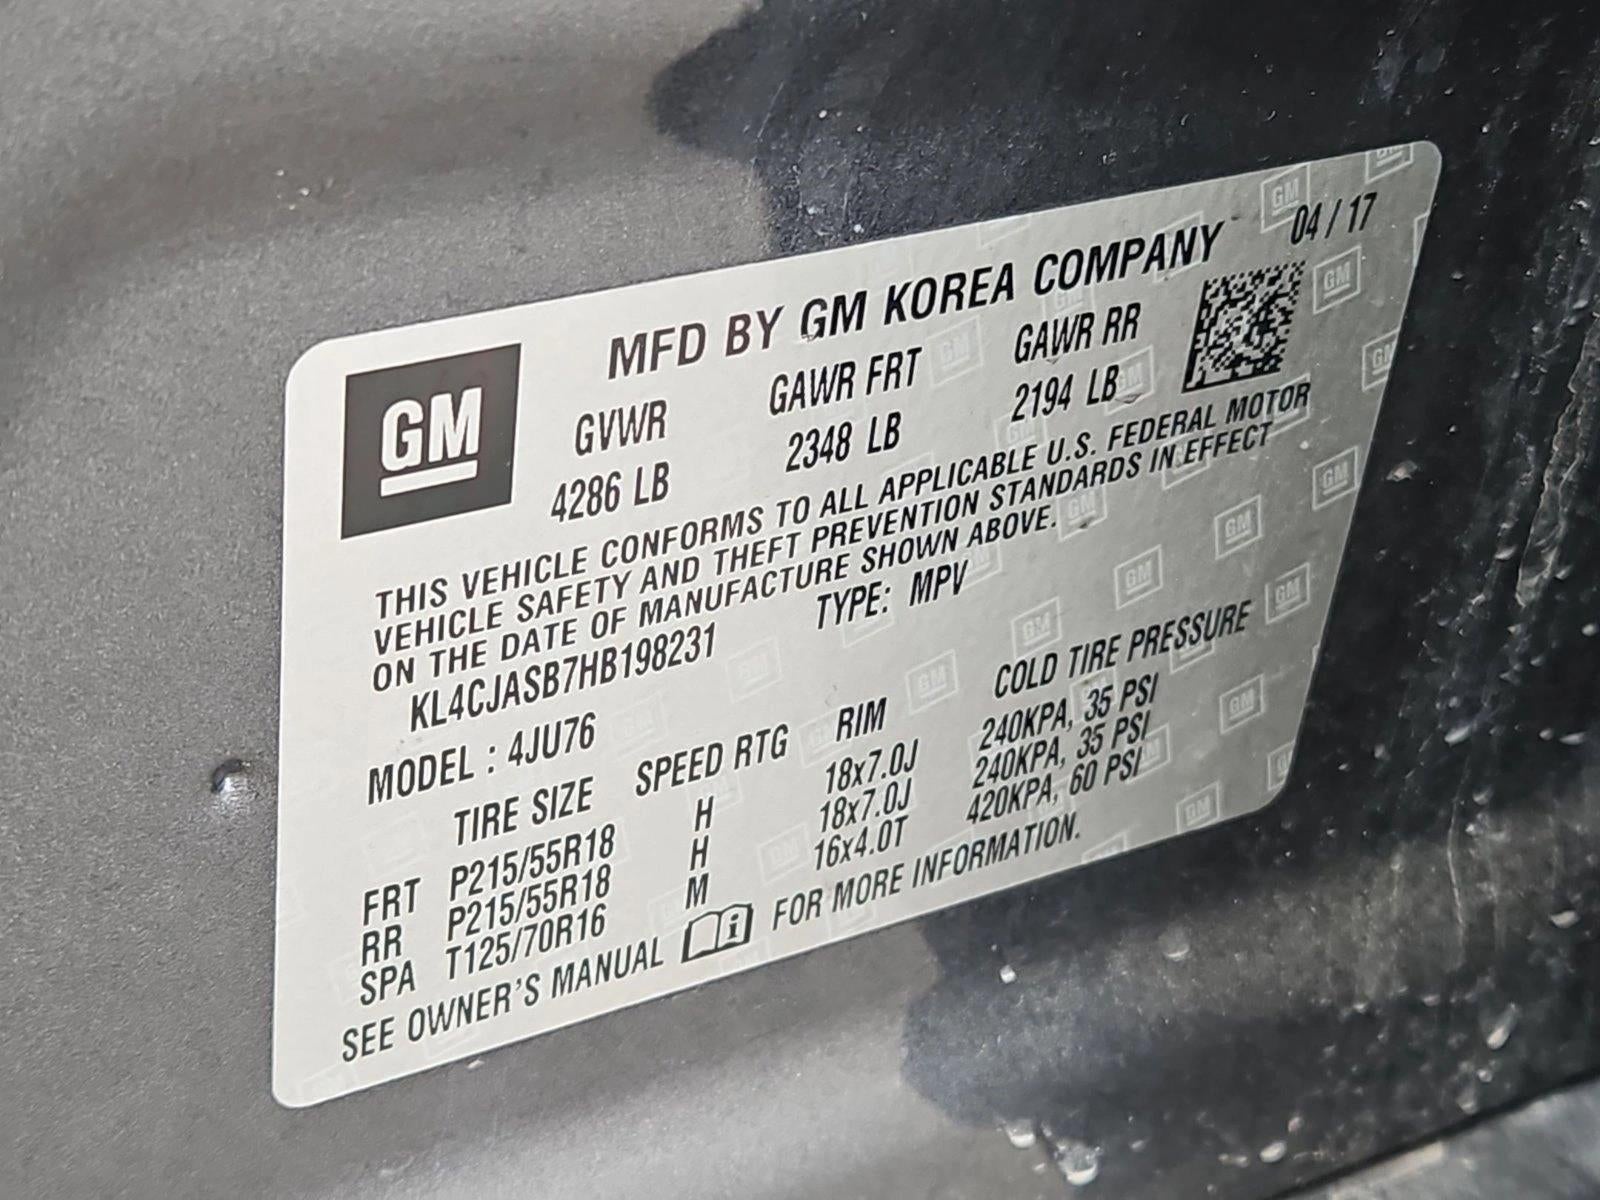 GM
MFD BY GM KOREA COMPANY 04/17
GVWR GAWR FRT GAWR RR
4286 LB 2348 LB 2194 LB
THIS VEHICLE CONFORMS TO ALL APPLICABLE U.S. FEDERAL MOTOR
VEHICLE SAFETY AND THEFT PREVENTION STANDARDS IN EFFECT
ON THE DATE OF MANUFACTURE SHOWN ABOVE.
KL4CJASB7HB198231 TYPE: MPV
MODEL : 4JU76
TIRE SIZE SPEED RTG RIM COLD TIRE PRESSURE
FRT P215/55R18 H 18x7.0J 240KPA, 35 PSI
RR P215/55R18 H 18x7.0J 240KPA, 35 PSI
SPA T125/70R16 M 16x4.0T 420KPA, 60 PSI
SEE OWNER'S MANUAL FOR MORE INFORMATION.